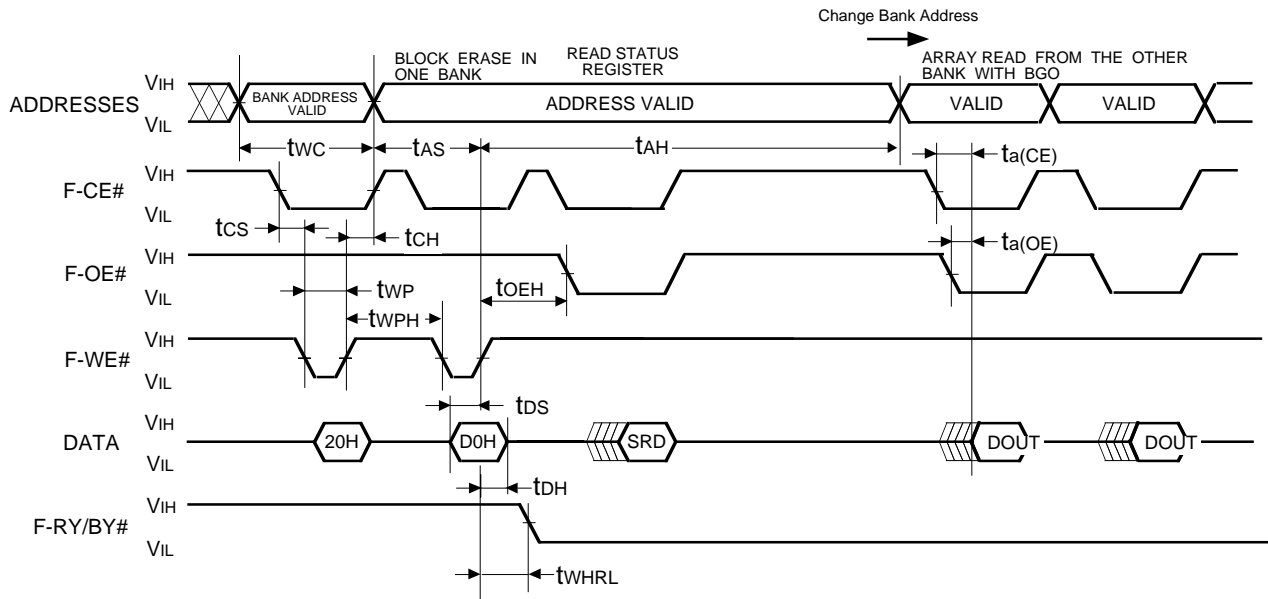 Change Bank Address
BLOCK ERASE IN
ONE BANK
READ STATUS
REGISTER
ARRAY READ FROM THE OTHER
BANK WITH BGO
ADDRESSES
VIH
VIL
BANK ADDRESS
VALID
ADDRESS VALID
VALID
VALID
tWC
tAS
tAH
ta(CE)
F-CE#
VIH
VIL
tCS
tCH
ta(OE)
F-OE#
VIH
VIL
tWP
tOEH
tWPH
F-WE#
VIH
VIL
tDS
DATA
VIH
VIL
20H
D0H
SRD
DOUT
DOUT
tDH
F-RY/BY#
VIH
VIL
tWHRL